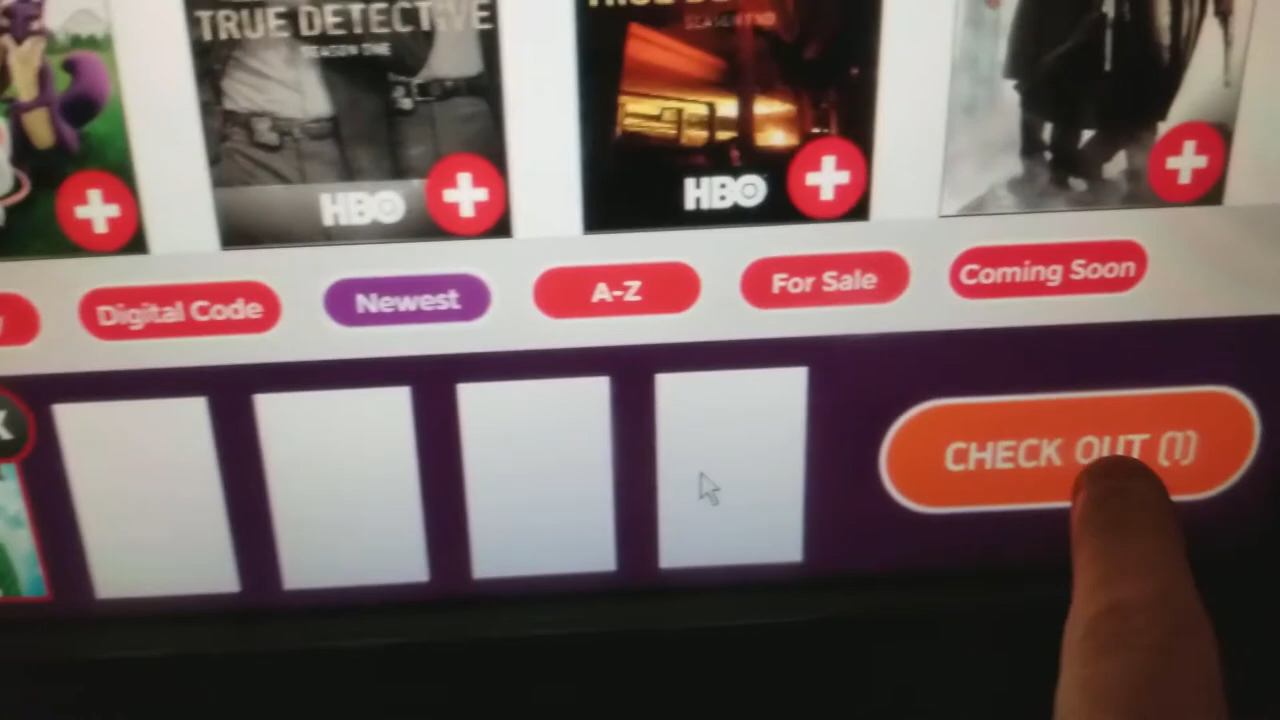 TRUE DETECTIVE
SEASON ONE
HBO
HBO
Digital Code
Newest
A-Z
For Sale
Coming Soon
X
CHECK OUT (1)